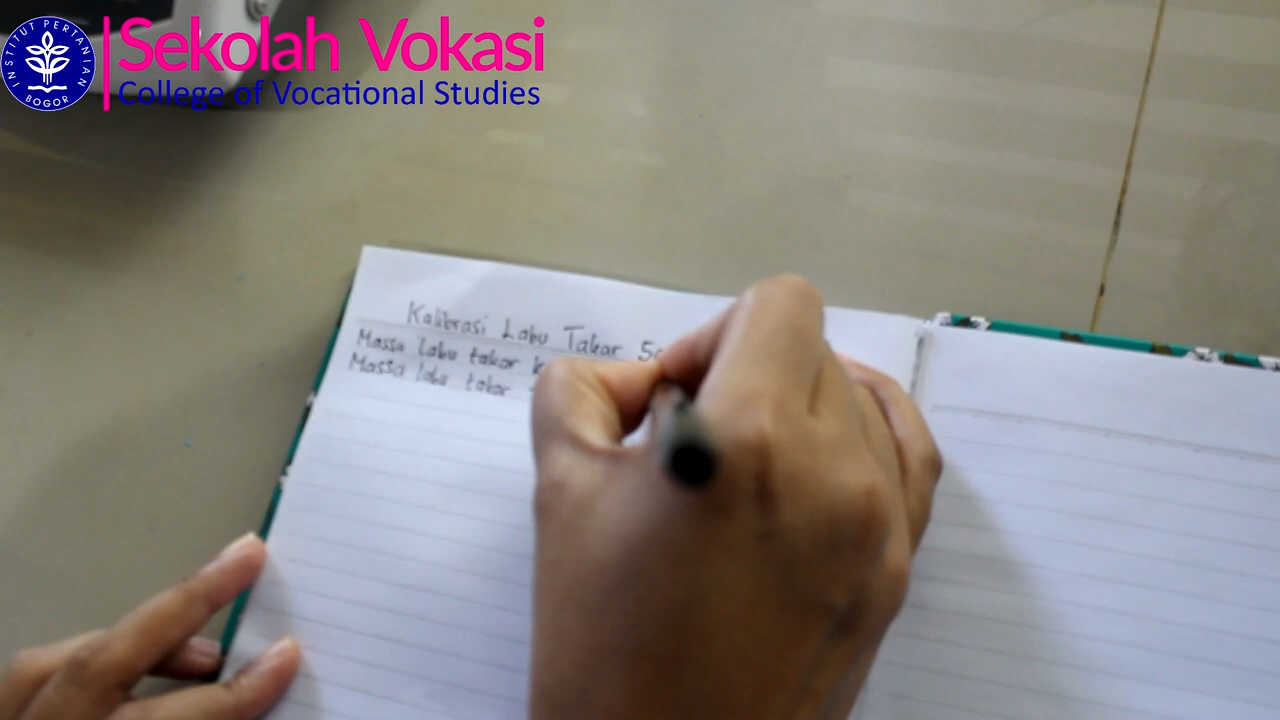 INSTITUT PERTANIAN
BOGOR
Sekolah Vokasi
College of Vocational Studies
Kalibrasi Labu Takar
Massa labu takar
Massa labu takar